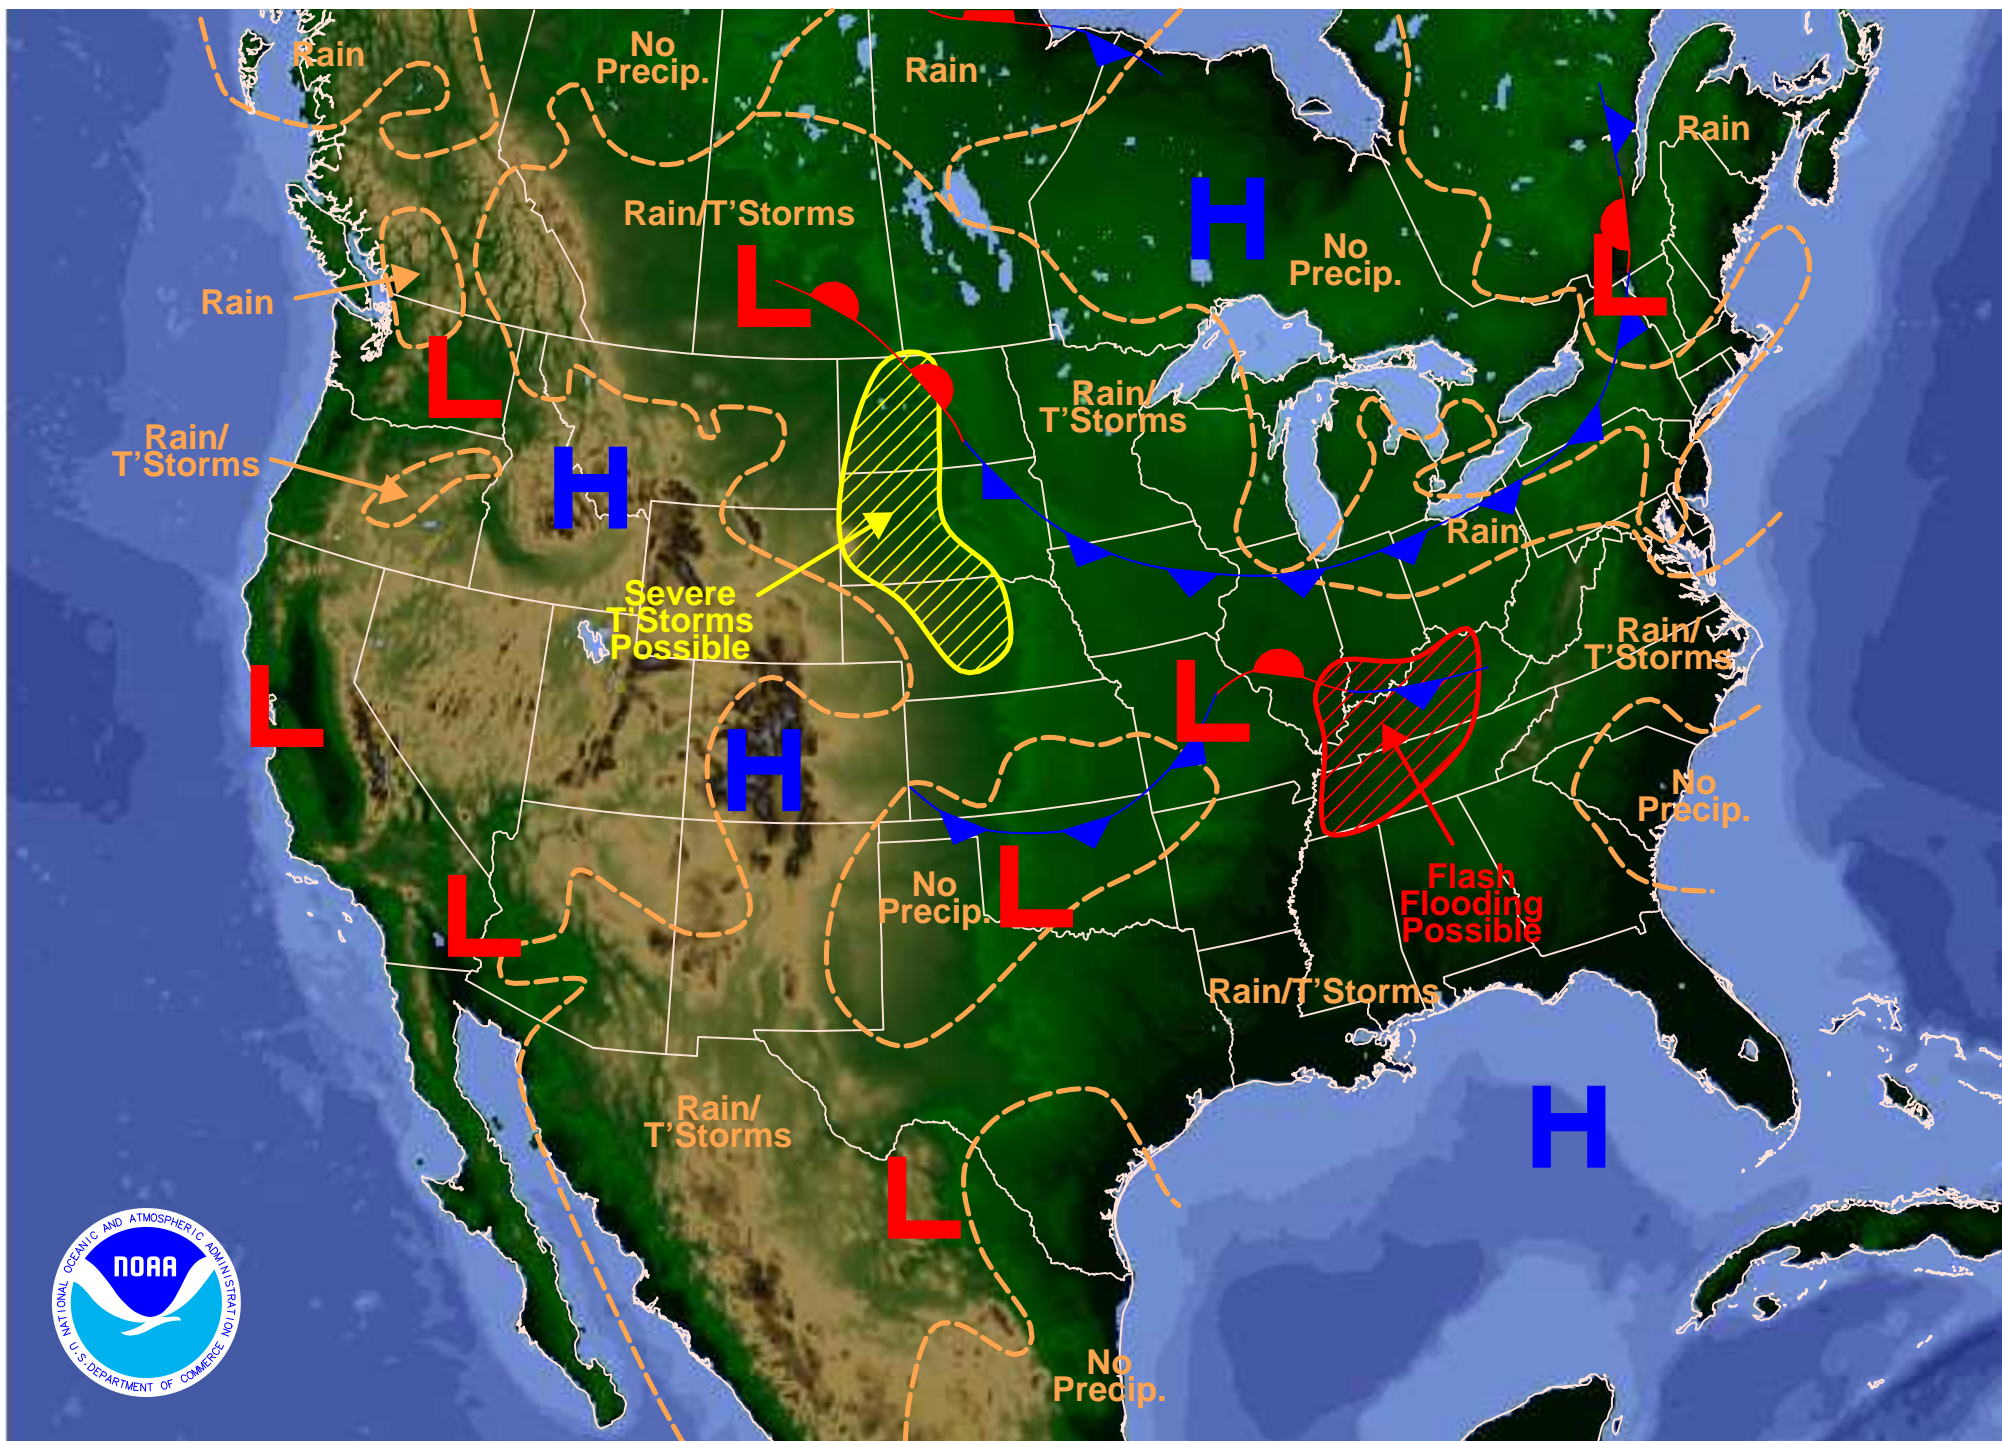 Rain
No
Precip.
Rain
Rain
Rain/T'Storms
H
No
Precip.
L
L
Rain
L
Rain/
T'Storms
Rain/
T'Storms
H
Rain
Severe
T'Storms
Possible
Rain/
T'Storms
L
L
H
No
Precip.
L
No
Precip.
L
Flash
Flooding
Possible
Rain/T'Storms
Rain/
T'Storms
H
L
No
Precip.
NATIONAL OCEANIC AND ATMOSPHERIC ADMINISTRATION
NOAA
U.S. DEPARTMENT OF COMMERCE